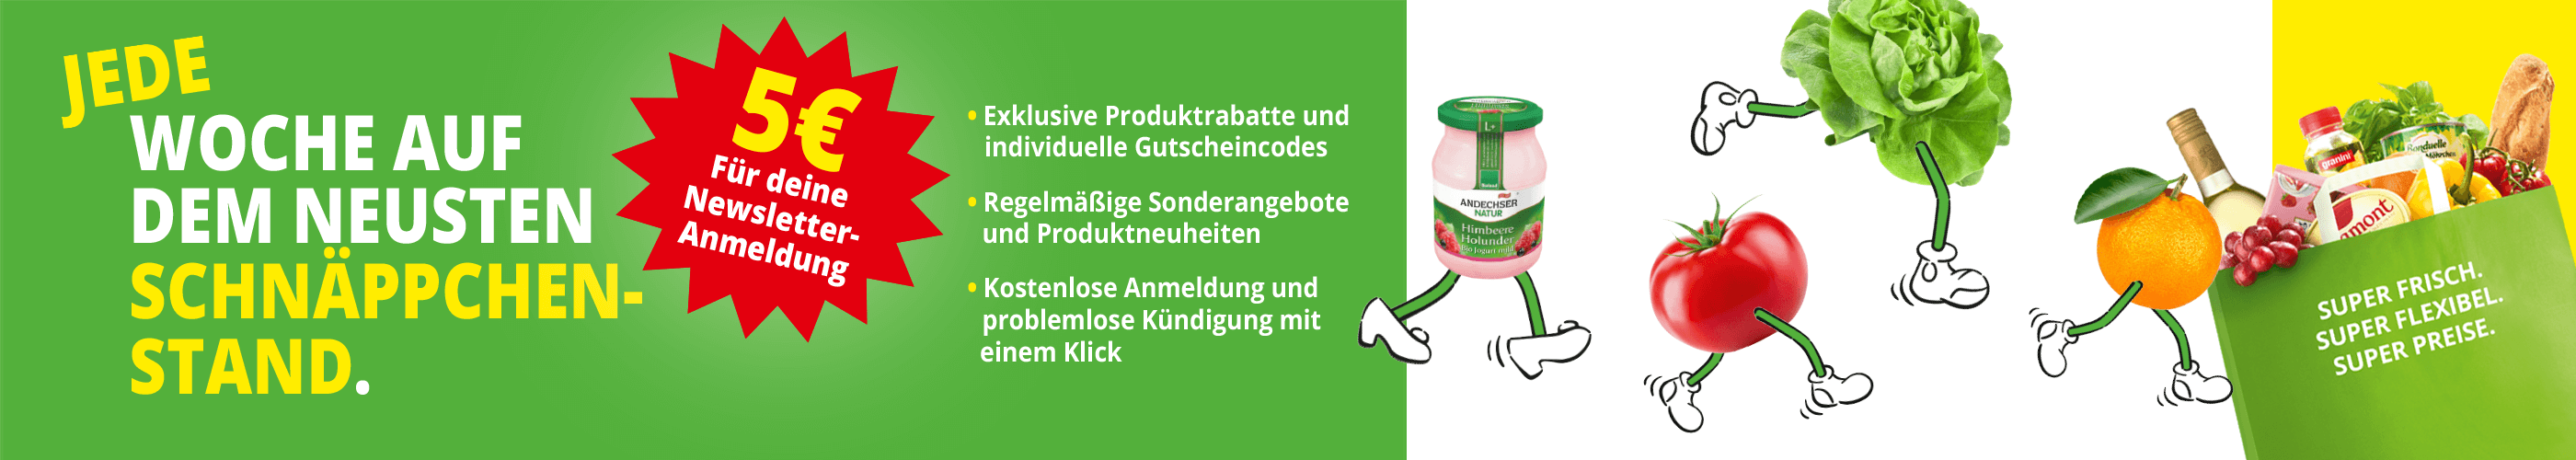 JEDE
WOCHE AUF
DEM NEUSTEN
SCHNÄPPCHEN-
STAND.
5€
Für deine
Newsletter-
Anmeldung
• Exklusive Produktrabatte und
individuelle Gutscheincodes
• Regelmäßige Sonderangebote
und Produktneuheiten
• Kostenlose Anmeldung und
problemlose Kündigung mit
einem Klick
ANDECHSER
NATUR
Himbeere
Holunder
Bio Jogurt mild
granini
Bonduelle
Möhrchen
SUPER FRISCH.
SUPER FLEXIBEL.
SUPER PREISE.